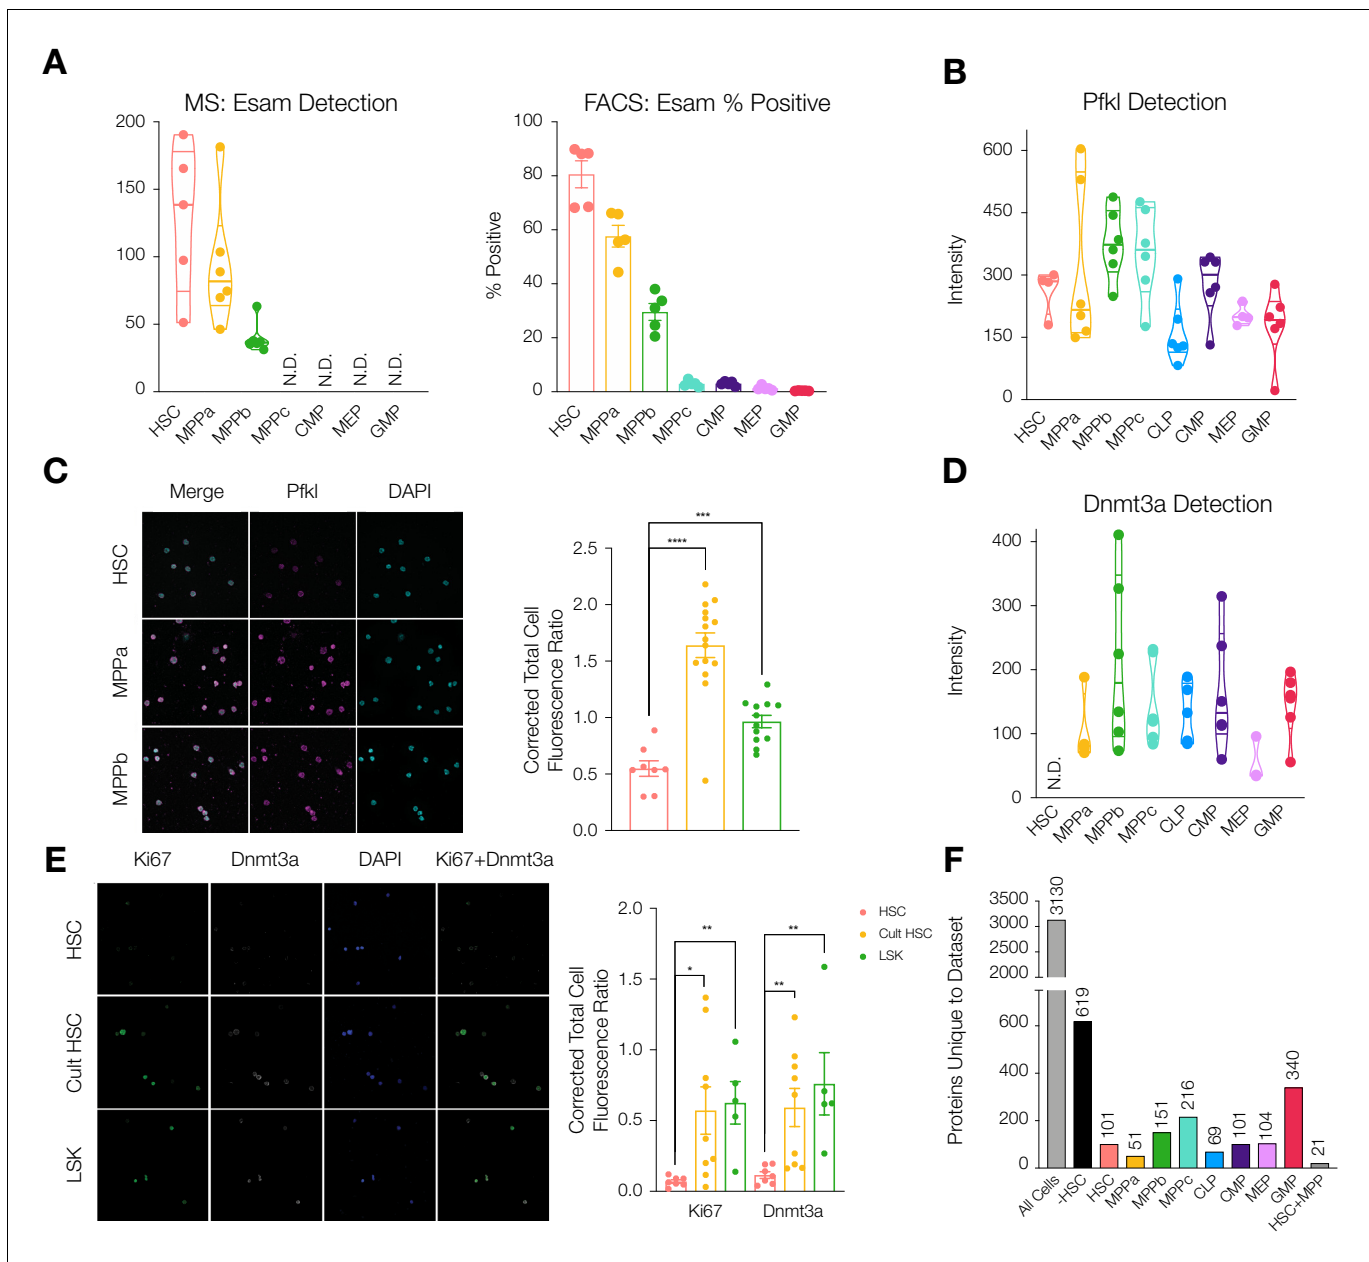 A
MS: Esam Detection
200
150
100
50
0
N.D.
N.D.
N.D.
N.D.
HSC
MPPa
MPPb
MPPc
CMP
MEP
GMP
FACS: Esam % Positive
% Positive
100
80
60
40
20
0
HSC
MPPa
MPPb
MPPc
CMP
MEP
GMP
B
Pfkl Detection
Intensity
600
450
300
150
0
HSC
MPPa
MPPb
MPPc
CLP
CMP
MEP
GMP
C
Merge
Pfkl
DAPI
HSC
MPPa
MPPb
Corrected Total Cell
Fluorescence Ratio
2.5
2.0
1.5
1.0
0.5
0.0
***
****
D
Dnmt3a Detection
Intensity
400
300
200
100
0
N.D.
HSC
MPPa
MPPb
MPPc
CLP
CMP
MEP
GMP
E
Ki67
Dnmt3a
DAPI
Ki67+Dnmt3a
HSC
Cult HSC
LSK
Corrected Total Cell
Fluorescence Ratio
2.0
1.5
1.0
0.5
0.0
**
*
**
**
Ki67
Dnmt3a
HSC
Cult HSC
LSK
F
Proteins Unique to Dataset
3500
3000
2500
2000
600
400
200
0
3130
619
101
51
151
216
69
101
104
340
21
All Cells
-HSC
HSC
MPPa
MPPb
MPPc
CLP
CMP
MEP
GMP
HSC+MPP